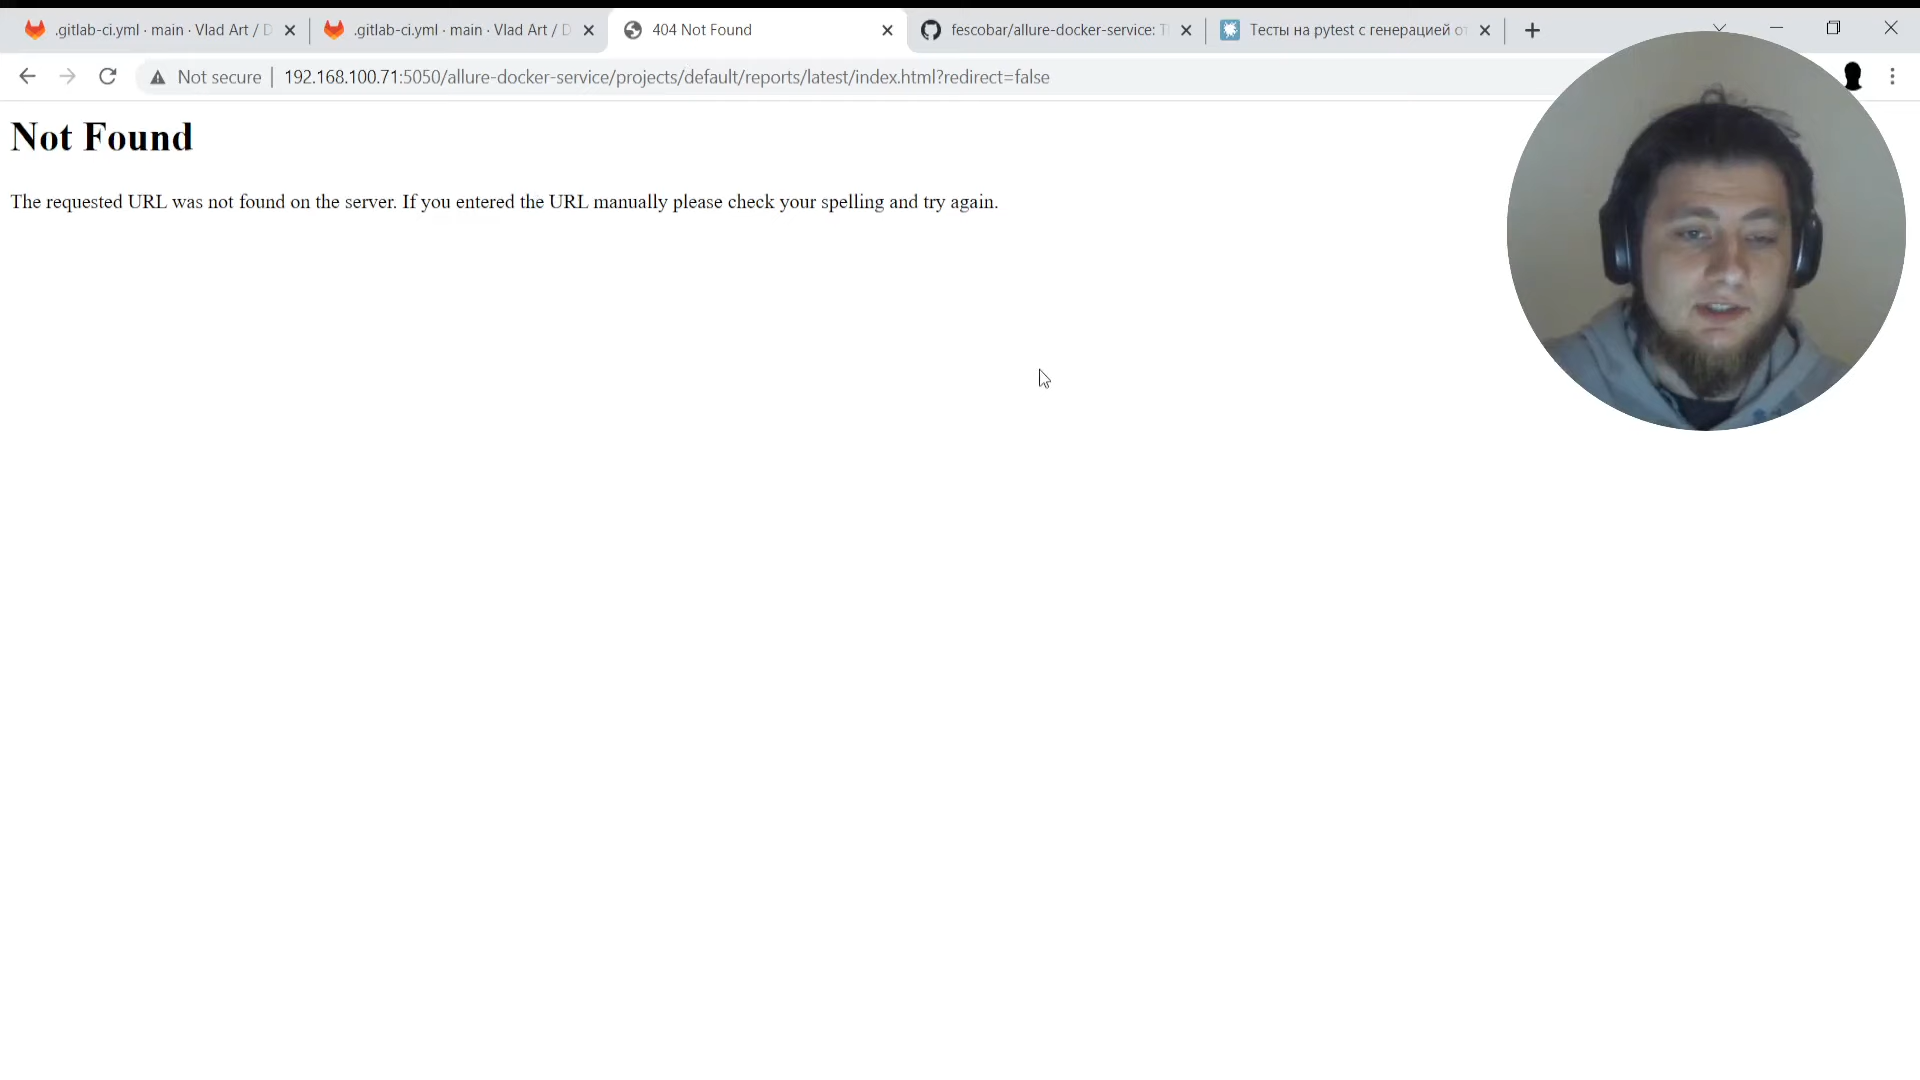 .gitlab-ci.yml · main · Vlad Art / D
.gitlab-ci.yml · main · Vlad Art / D
404 Not Found
fescobar/allure-docker-service: T
Тесты на pytest с генерацией от
Not secure
192.168.100.71:5050/allure-docker-service/projects/default/reports/latest/index.html?redirect=false
Not Found
The requested URL was not found on the server. If you entered the URL manually please check your spelling and try again.